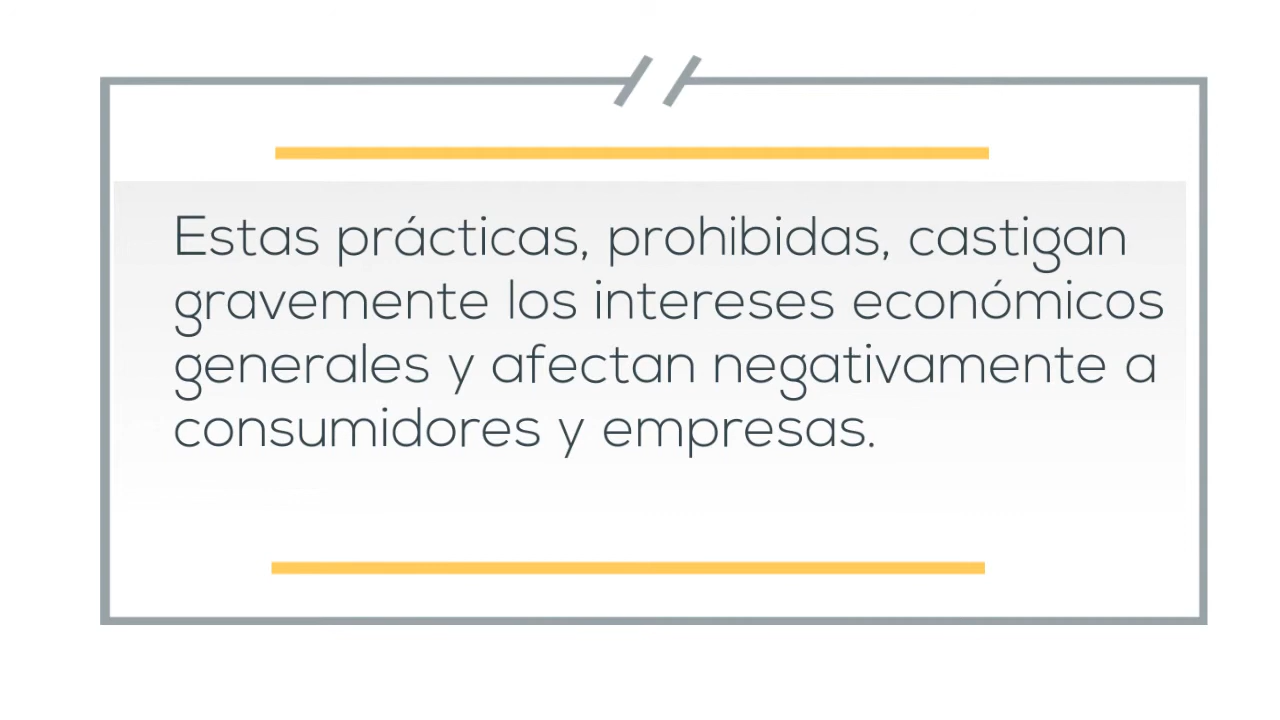 Estas prácticas, prohibidas, castigan
gravemente los intereses económicos
generales y afectan negativamente a
consumidores y empresas.